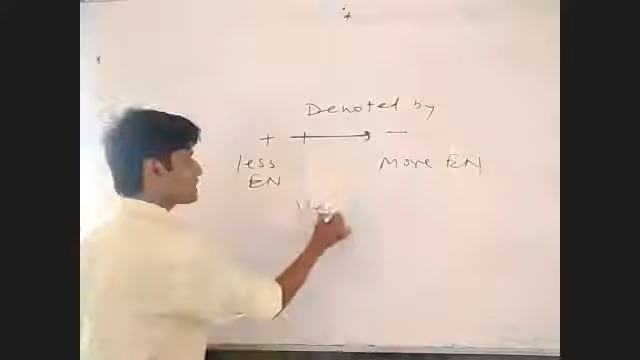 Denoted by
+ ⟼ −
less More EN
EN